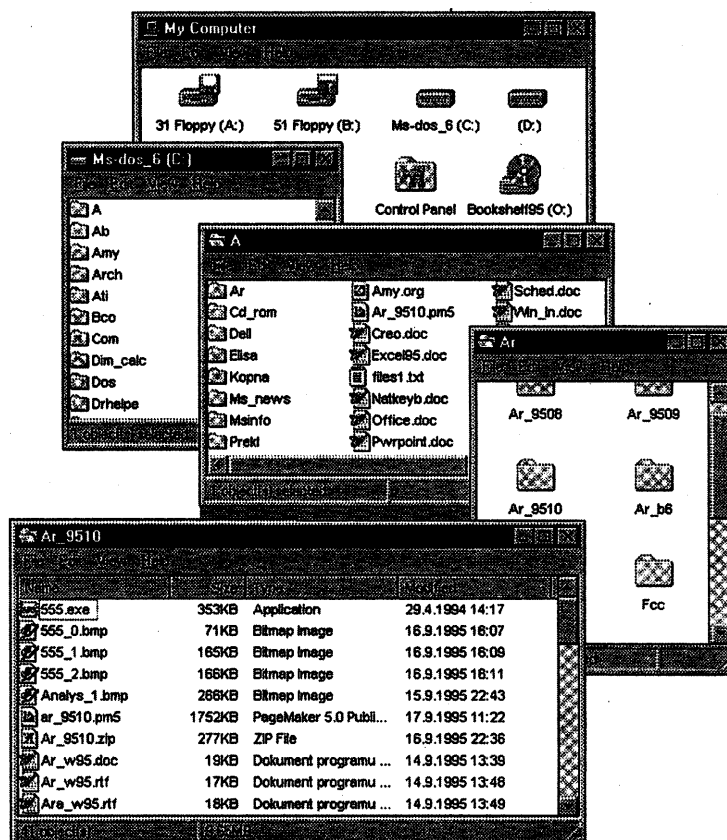 My Computer
31 Floppy (A:)
51 Floppy (B:)
Ms-dos_6 (C:)
(D:)
Control Panel
Bookshelf95 (O:)
Ms-dos_6 (C:)
A
Ab
Amy
Arch
Ati
Bco
Com
Dim_calc
Dos
Drhelpe
A
Ar
Cd_rom
Dell
Elisa
Kopna
Ms_news
Msinfo
Prekl
Amy.org
Ar_9510.pm5
Creo.doc
Excel95.doc
files1.txt
Natkeyb.doc
Office.doc
Pwrpoint.doc
Sched.doc
Win_in.doc
Ar
Ar_9508
Ar_9509
Ar_9510
Ar_b6
Fcc
Ar_9510
Name Size Type Modified
555.exe 353KB Application 29.4.1994 14:17
555_0.bmp 71KB Bitmap Image 16.9.1995 16:07
555_1.bmp 165KB Bitmap Image 16.9.1995 16:09
555_2.bmp 166KB Bitmap Image 16.9.1995 16:11
Analys_1.bmp 266KB Bitmap Image 15.9.1995 22:43
ar_9510.pm5 1752KB PageMaker 5.0 Publi... 17.9.1995 11:22
Ar_9510.zip 277KB ZIP File 16.9.1995 22:36
Ar_w95.doc 19KB Dokument programu ... 14.9.1995 13:39
Ar_w95.rtf 17KB Dokument programu ... 14.9.1995 13:46
Ara_w95.rtf 18KB Dokument programu ... 14.9.1995 13:49